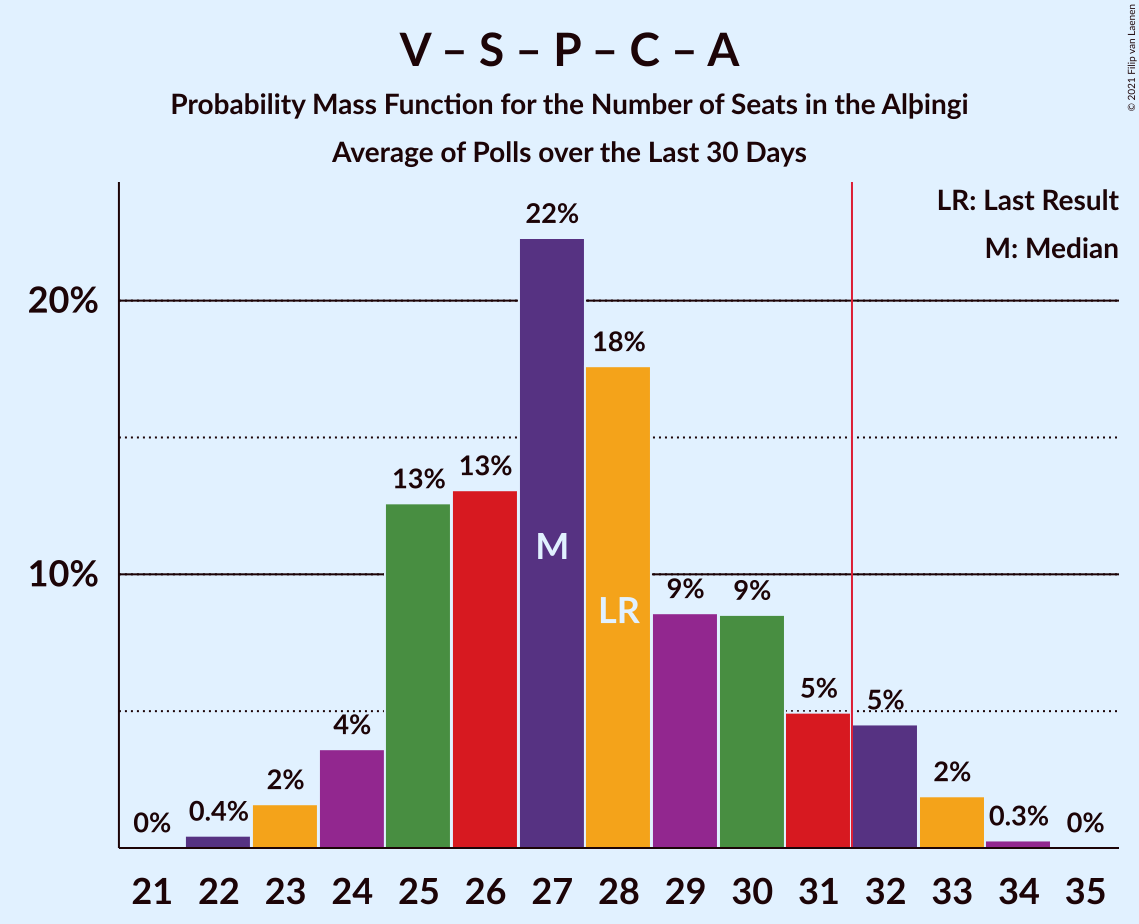 V – S – P – C – A
Probability Mass Function for the Number of Seats in the Alþingi
Average of Polls over the Last 30 Days
© 2021 Filip van Laenen
LR: Last Result
M: Median
22%
20%
18%
13%
13%
M
10%
9%
9%
LR
5%
5%
4%
2%
2%
0.4%
0.3%
0%
0%
21 22 23 24 25 26 27 28 29 30 31 32 33 34 35